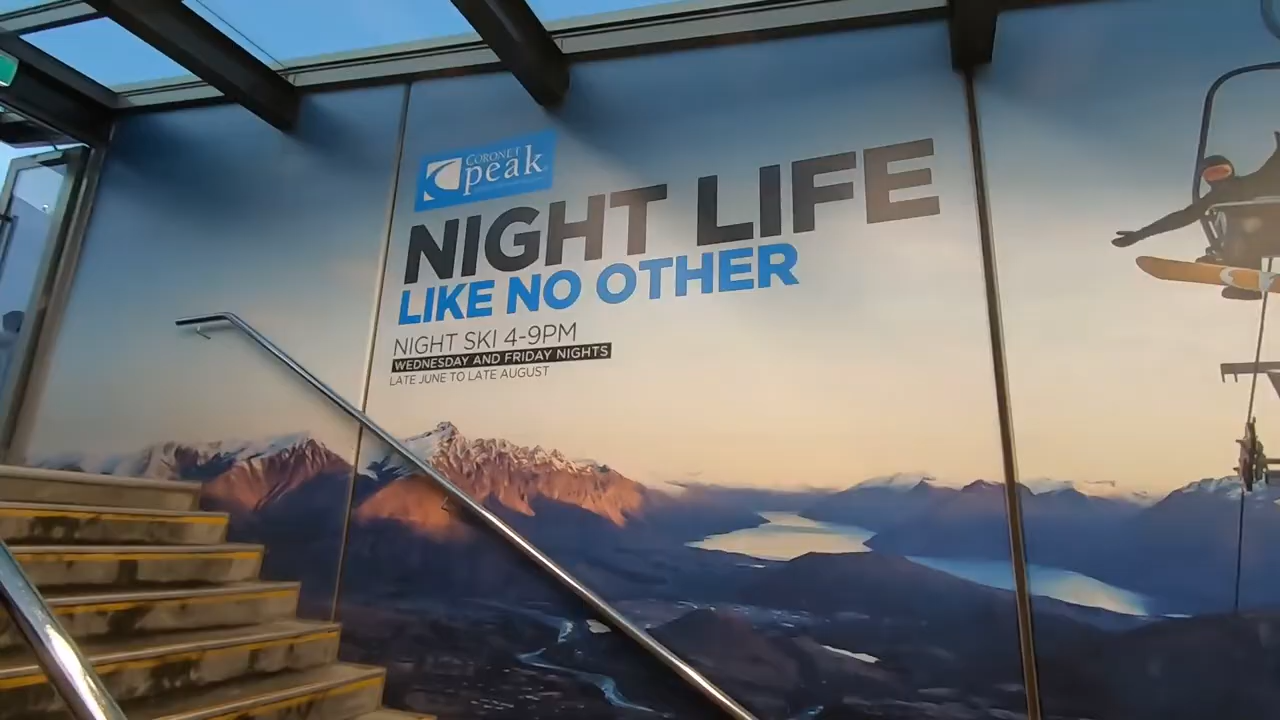 CORONET
peak
NIGHT LIFE
LIKE NO OTHER
NIGHT SKI 4-9PM
WEDNESDAY AND FRIDAY NIGHTS
LATE JUNE TO LATE AUGUST